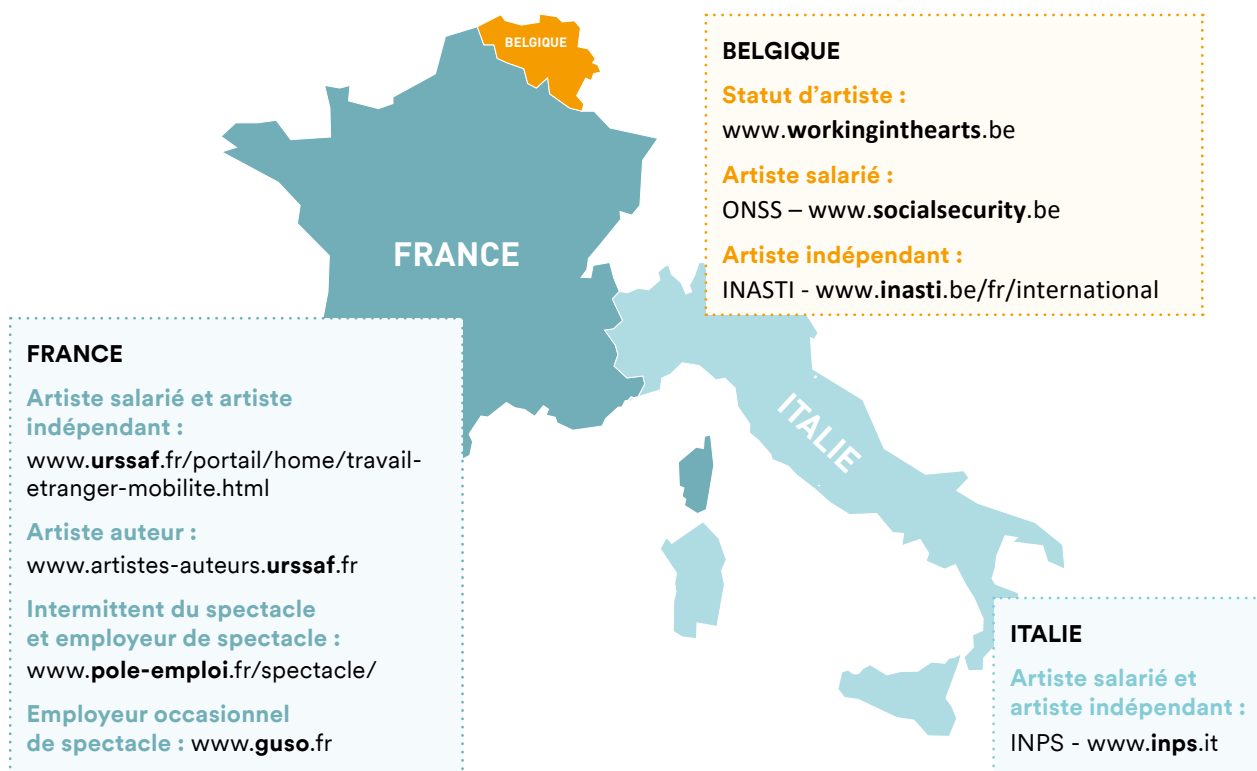 BELGIQUE
FRANCE
ITALIE
BELGIQUE
Statut d’artiste :
www.workinginthearts.be
Artiste salarié :
ONSS – www.socialsecurity.be
Artiste indépendant :
INASTI - www.inasti.be/fr/international
FRANCE
Artiste salarié et artiste
indépendant :
www.urssaf.fr/portail/home/travail-
etranger-mobilite.html
Artiste auteur :
www.artistes-auteurs.urssaf.fr
Intermittent du spectacle
et employeur de spectacle :
www.pole-emploi.fr/spectacle/
Employeur occasionnel
de spectacle : www.guso.fr
ITALIE
Artiste salarié et
artiste indépendant :
INPS - www.inps.it